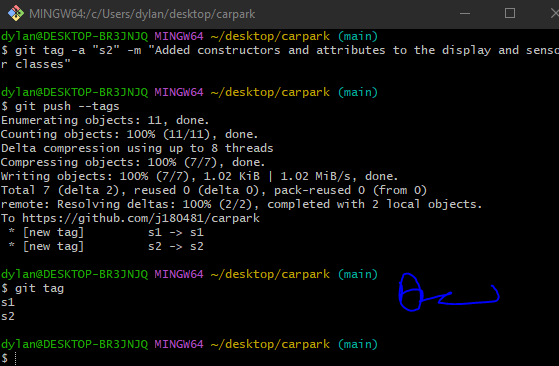 MINGW64:/c/Users/dylan/desktop/carpark
dylan@DESKTOP-BR3JNJQ MINGW64 ~/desktop/carpark (main)
$ git tag -a "s2" -m "Added constructors and attributes to the display and senso
r classes"
dylan@DESKTOP-BR3JNJQ MINGW64 ~/desktop/carpark (main)
$ git push --tags
Enumerating objects: 11, done.
Counting objects: 100% (11/11), done.
Delta compression using up to 8 threads
Compressing objects: 100% (7/7), done.
Writing objects: 100% (7/7), 1.02 KiB | 1.02 MiB/s, done.
Total 7 (delta 2), reused 0 (delta 0), pack-reused 0 (from 0)
remote: Resolving deltas: 100% (2/2), completed with 2 local objects.
To https://github.com/j180481/carpark
 * [new tag]         s1 -> s1
 * [new tag]         s2 -> s2
dylan@DESKTOP-BR3JNJQ MINGW64 ~/desktop/carpark (main)
$ git tag
s1
s2
dylan@DESKTOP-BR3JNJQ MINGW64 ~/desktop/carpark (main)
$